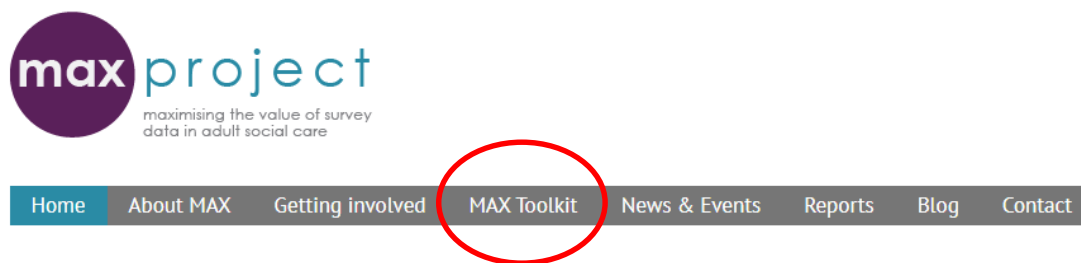 max project
maximising the value of survey
data in adult social care
Home About MAX Getting involved MAX Toolkit News & Events Reports Blog Contact